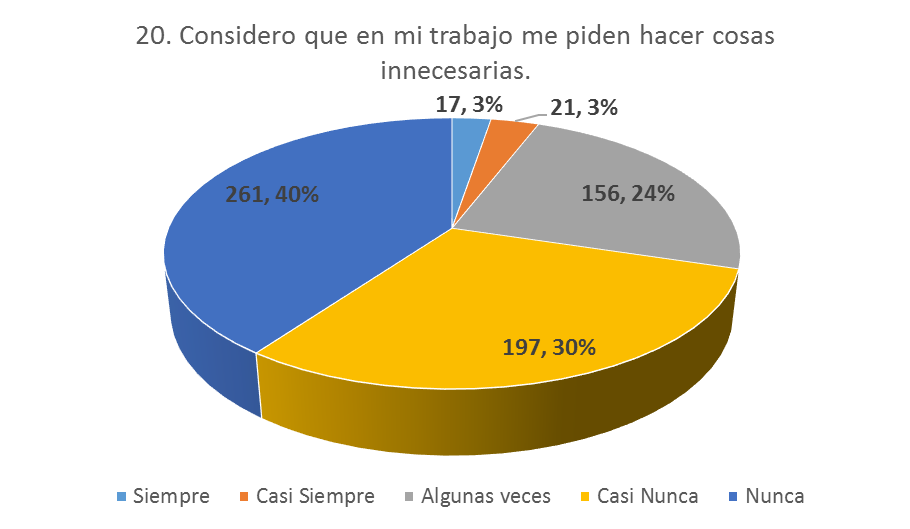 20. Considero que en mi trabajo me piden hacer cosas
innecesarias.
17, 3%
21, 3%
261, 40%
156, 24%
197, 30%
Siempre
Casi Siempre
Algunas veces
Casi Nunca
Nunca